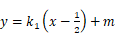 y = k₁(x − 1/2) + m